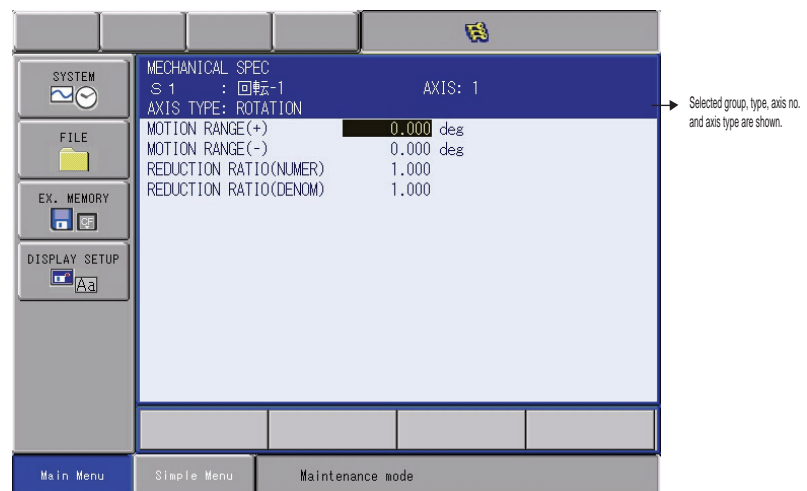 SYSTEM
FILE
EX. MEMORY
CF
DISPLAY SETUP
Aa
MECHANICAL SPEC
S1 : 回転-1 AXIS: 1
AXIS TYPE: ROTATION
MOTION RANGE(+) 0.000 deg
MOTION RANGE(-) 0.000 deg
REDUCTION RATIO(NUMER) 1.000
REDUCTION RATIO(DENOM) 1.000
Main Menu
Simple Menu
Maintenance mode
Selected group, type, axis no.
and axis type are shown.